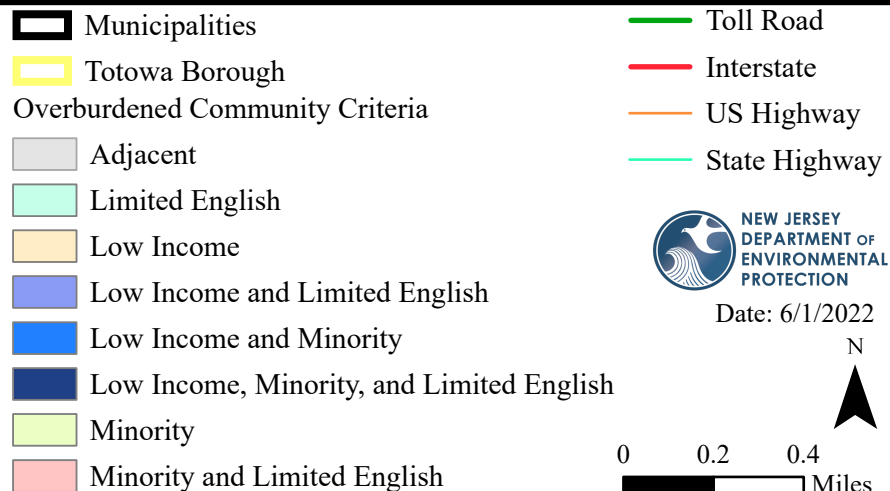 Municipalities
Totowa Borough
Overburdened Community Criteria
Adjacent
Limited English
Low Income
Low Income and Limited English
Low Income and Minority
Low Income, Minority, and Limited English
Minority
Minority and Limited English
Toll Road
Interstate
US Highway
State Highway
NEW JERSEY
DEPARTMENT OF
ENVIRONMENTAL
PROTECTION
Date: 6/1/2022
N
0 0.2 0.4
Miles